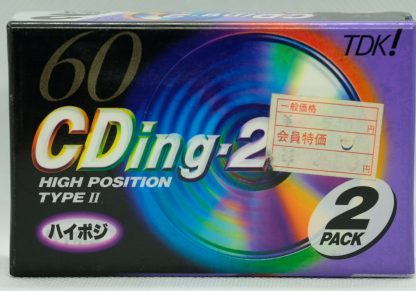 60
TDK!
CDing-2
一般価格
円
会員特価
円
HIGH POSITION
TYPE II
ハイポジ
2
PACK